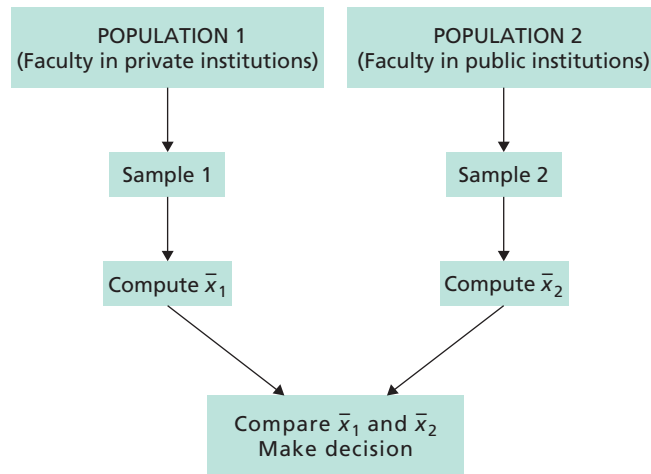 POPULATION 1
(Faculty in private institutions)
POPULATION 2
(Faculty in public institutions)
Sample 1
Sample 2
Compute x̄₁
Compute x̄₂
Compare x̄₁ and x̄₂
Make decision